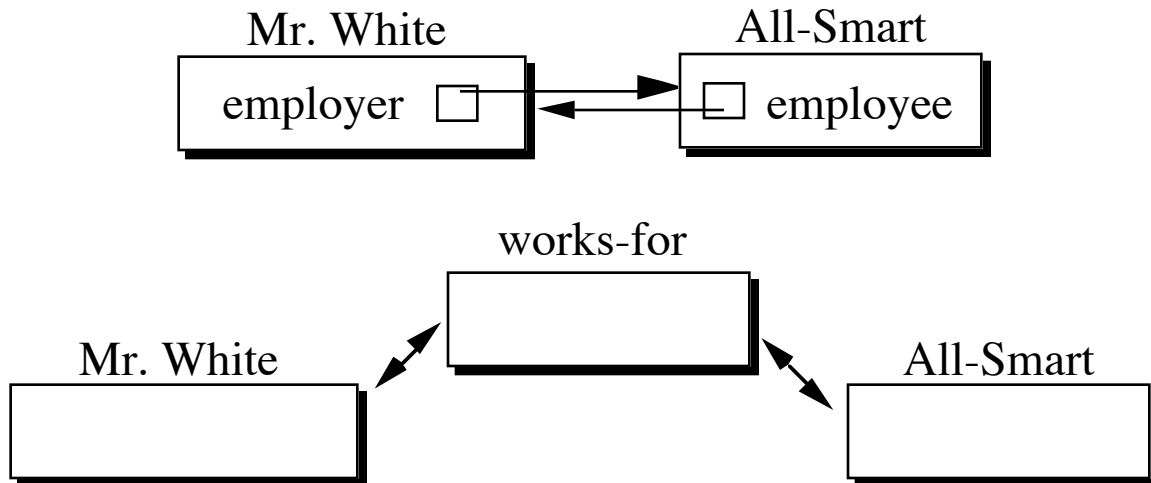 Mr. White
All-Smart
employer
employee
works-for
Mr. White
All-Smart